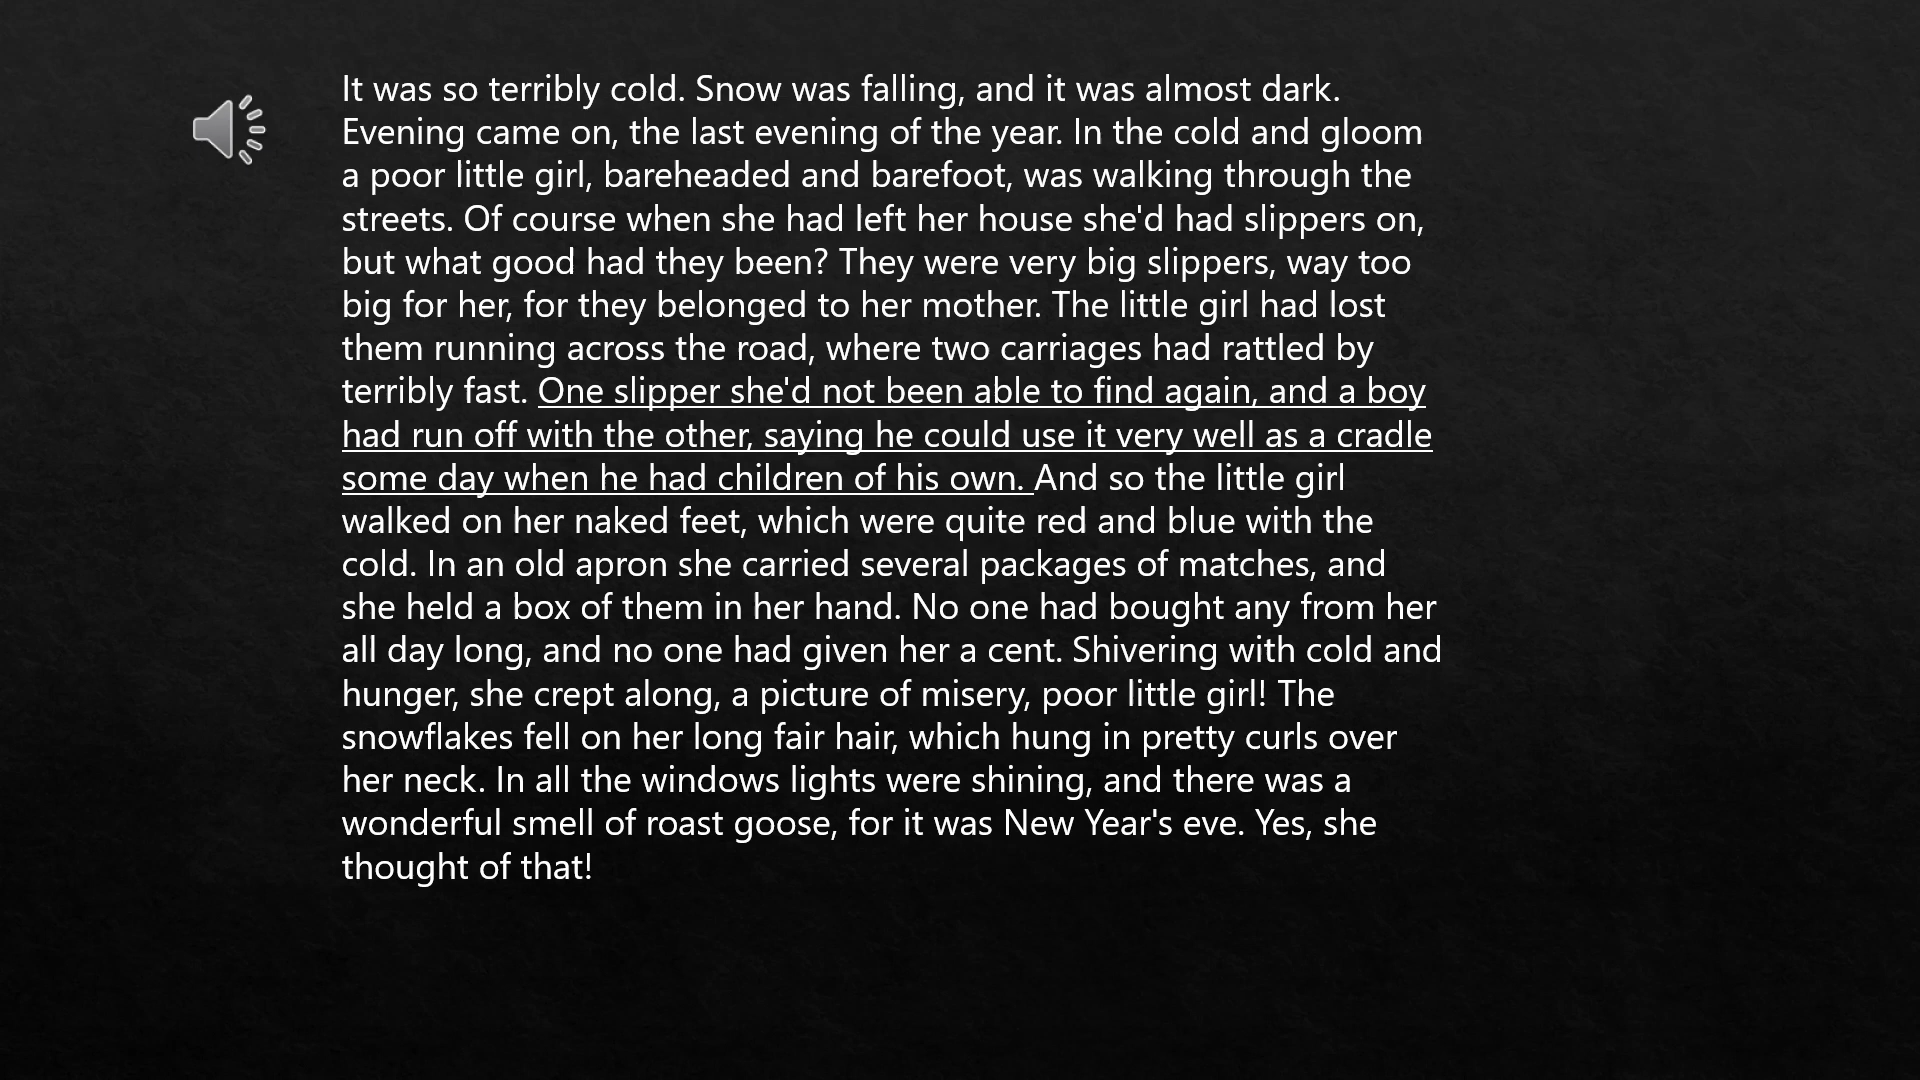 It was so terribly cold. Snow was falling, and it was almost dark.
Evening came on, the last evening of the year. In the cold and gloom
a poor little girl, bareheaded and barefoot, was walking through the
streets. Of course when she had left her house she'd had slippers on,
but what good had they been? They were very big slippers, way too
big for her, for they belonged to her mother. The little girl had lost
them running across the road, where two carriages had rattled by
terribly fast. One slipper she'd not been able to find again, and a boy
had run off with the other, saying he could use it very well as a cradle
some day when he had children of his own. And so the little girl
walked on her naked feet, which were quite red and blue with the
cold. In an old apron she carried several packages of matches, and
she held a box of them in her hand. No one had bought any from her
all day long, and no one had given her a cent. Shivering with cold and
hunger, she crept along, a picture of misery, poor little girl! The
snowflakes fell on her long fair hair, which hung in pretty curls over
her neck. In all the windows lights were shining, and there was a
wonderful smell of roast goose, for it was New Year's eve. Yes, she
thought of that!